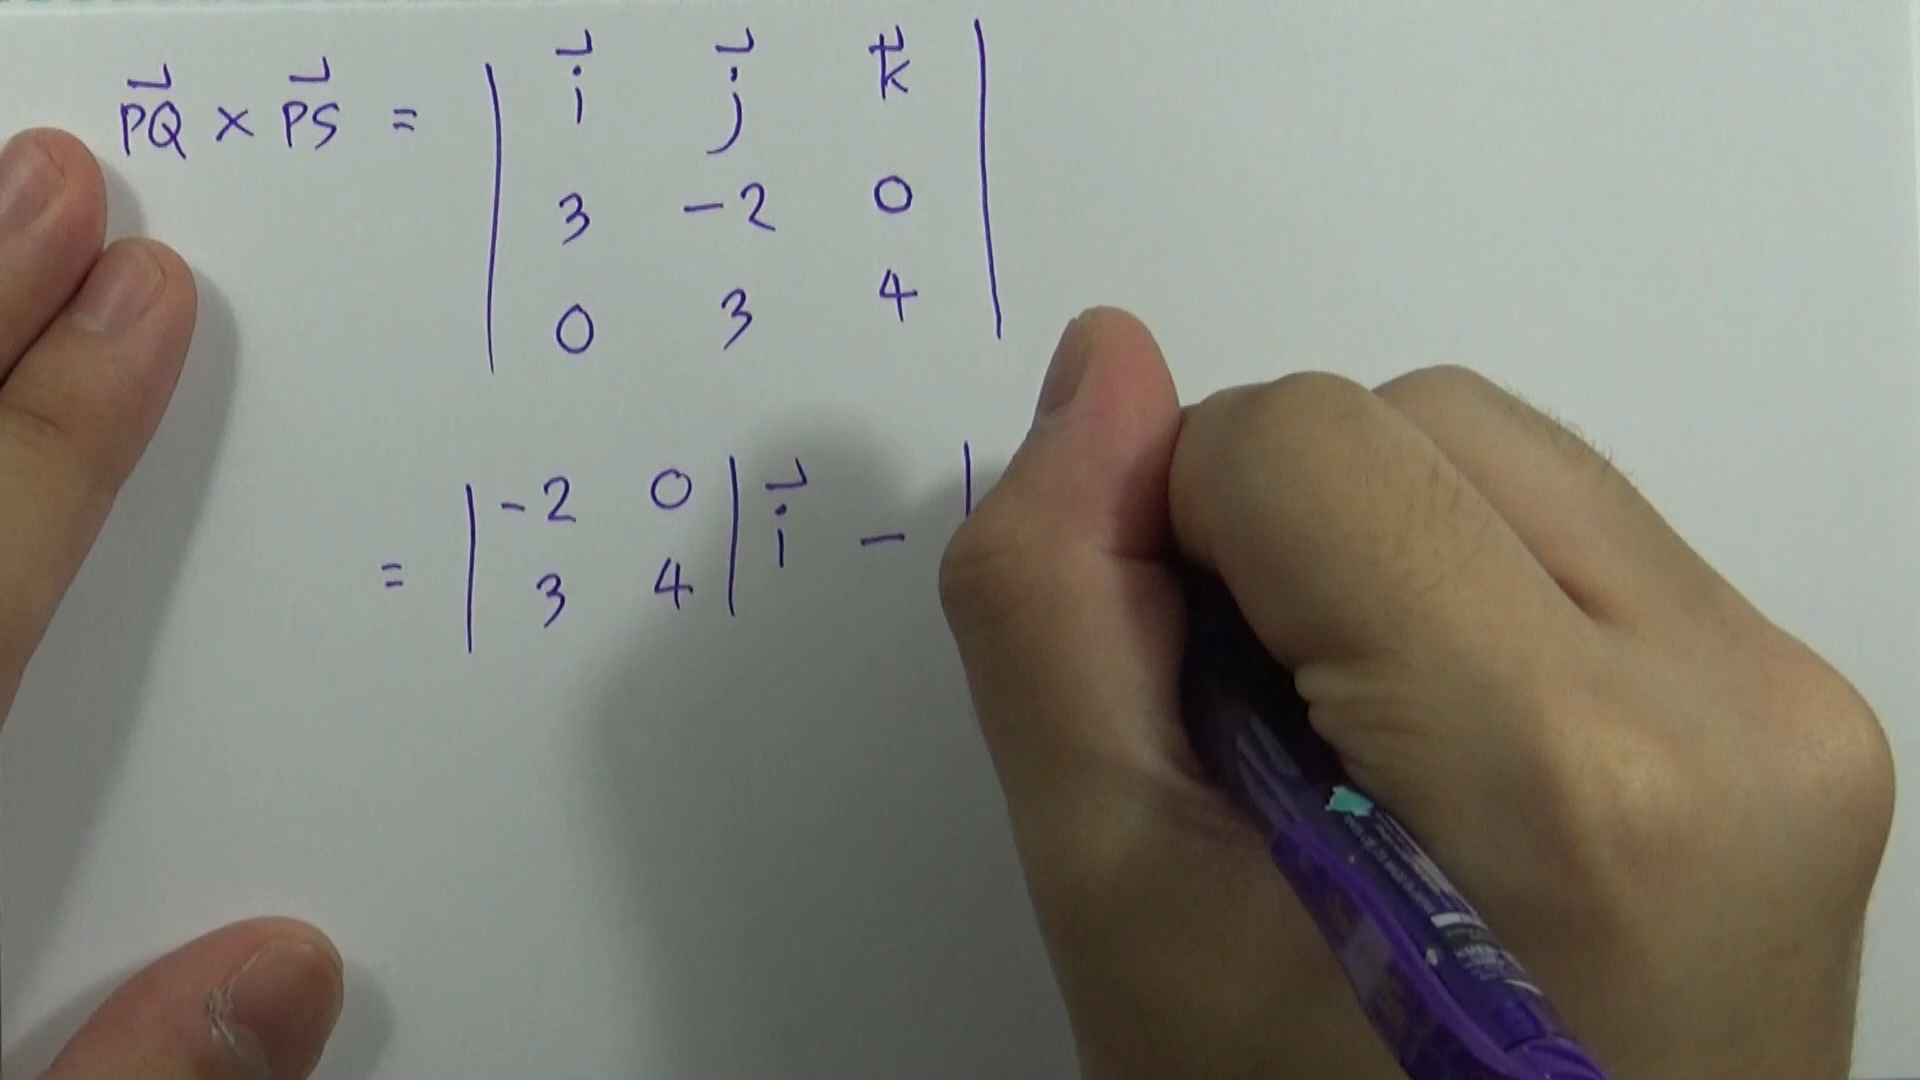 PQ⃗ × PS⃗ = | i⃗ j⃗ k⃗ |
| 3 -2 0 |
| 0 3 4 |
= | -2 0 | i⃗ - |
| 3 4 |